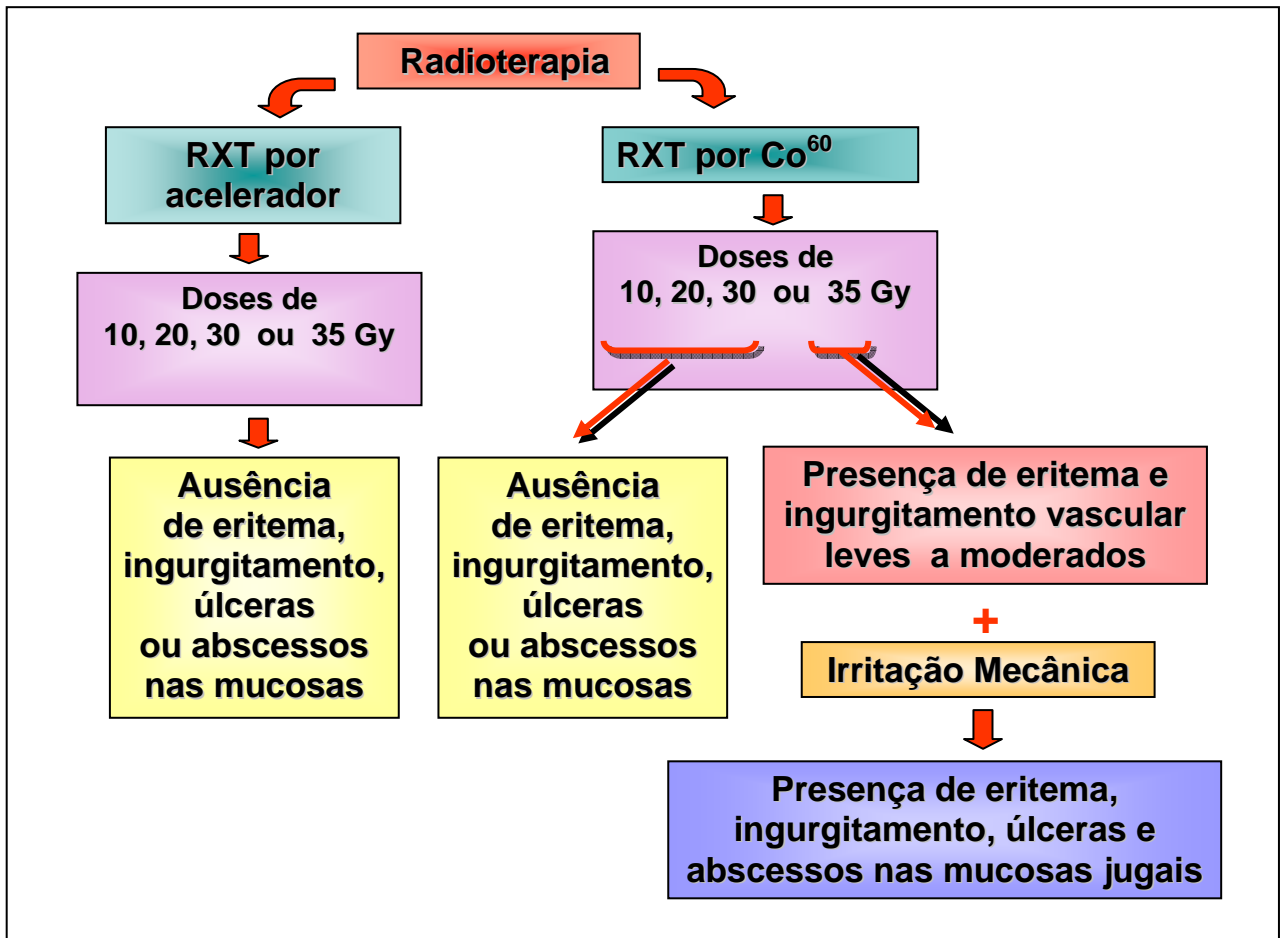 Radioterapia
RXT por
acelerador
Doses de
10, 20, 30 ou 35 Gy
Ausência
de eritema,
ingurgitamento,
úlceras
ou abscessos
nas mucosas
RXT por Co⁶⁰
Doses de
10, 20, 30 ou 35 Gy
Ausência
de eritema,
ingurgitamento,
úlceras
ou abscessos
nas mucosas
Presença de eritema e
ingurgitamento vascular
leves a moderados
+
Irritação Mecânica
Presença de eritema,
ingurgitamento, úlceras e
abscessos nas mucosas jugais